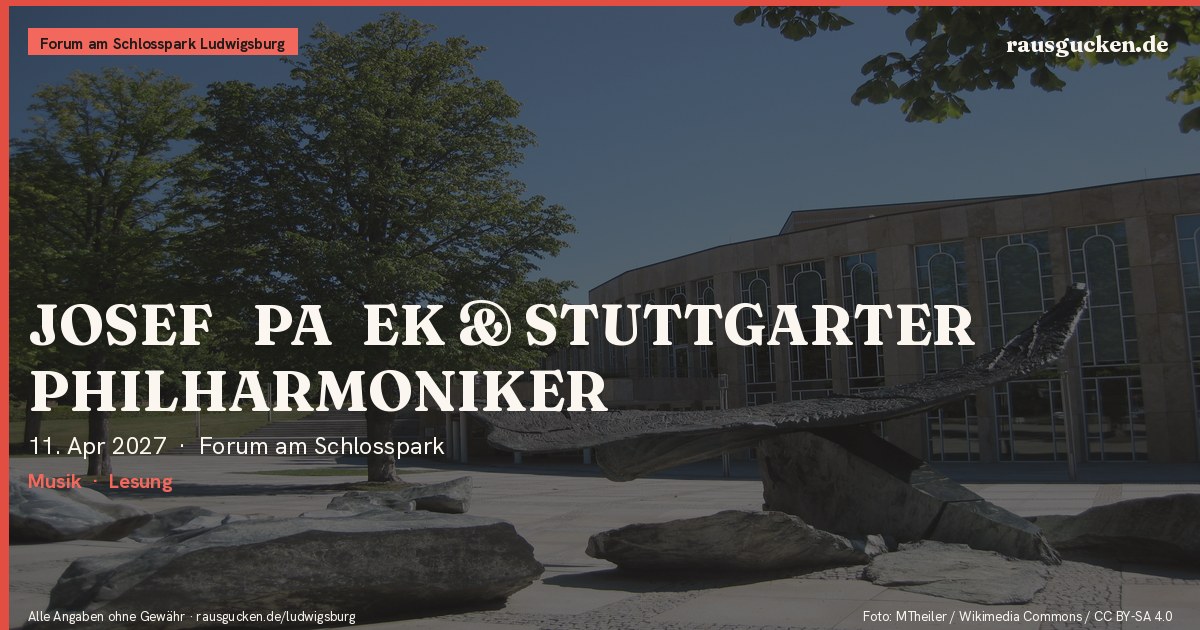 Forum am Schlosspark Ludwigsburg
rausgucken.de
JOSEF PA EK & STUTTGARTER
PHILHARMONIKER
11. Apr 2027 · Forum am Schlosspark
Musik · Lesung
Alle Angaben ohne Gewähr · rausgucken.de/ludwigsburg
Foto: MTheiler / Wikimedia Commons / CC BY-SA 4.0